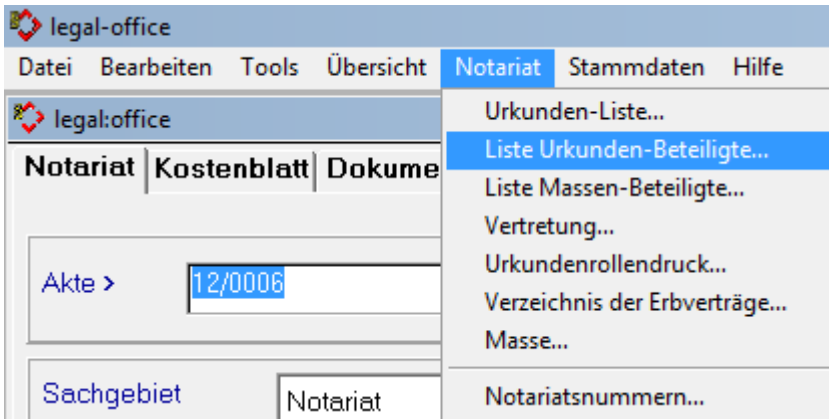 legal-office
Datei Bearbeiten Tools Übersicht Notariat Stammdaten Hilfe
legal:office
Notariat Kostenblatt Dokume
Akte > 12/0006
Sachgebiet Notariat
Urkunden-Liste...
Liste Urkunden-Beteiligte...
Liste Massen-Beteiligte...
Vertretung...
Urkundenrollendruck...
Verzeichnis der Erbverträge...
Masse...
Notariatsnummern...